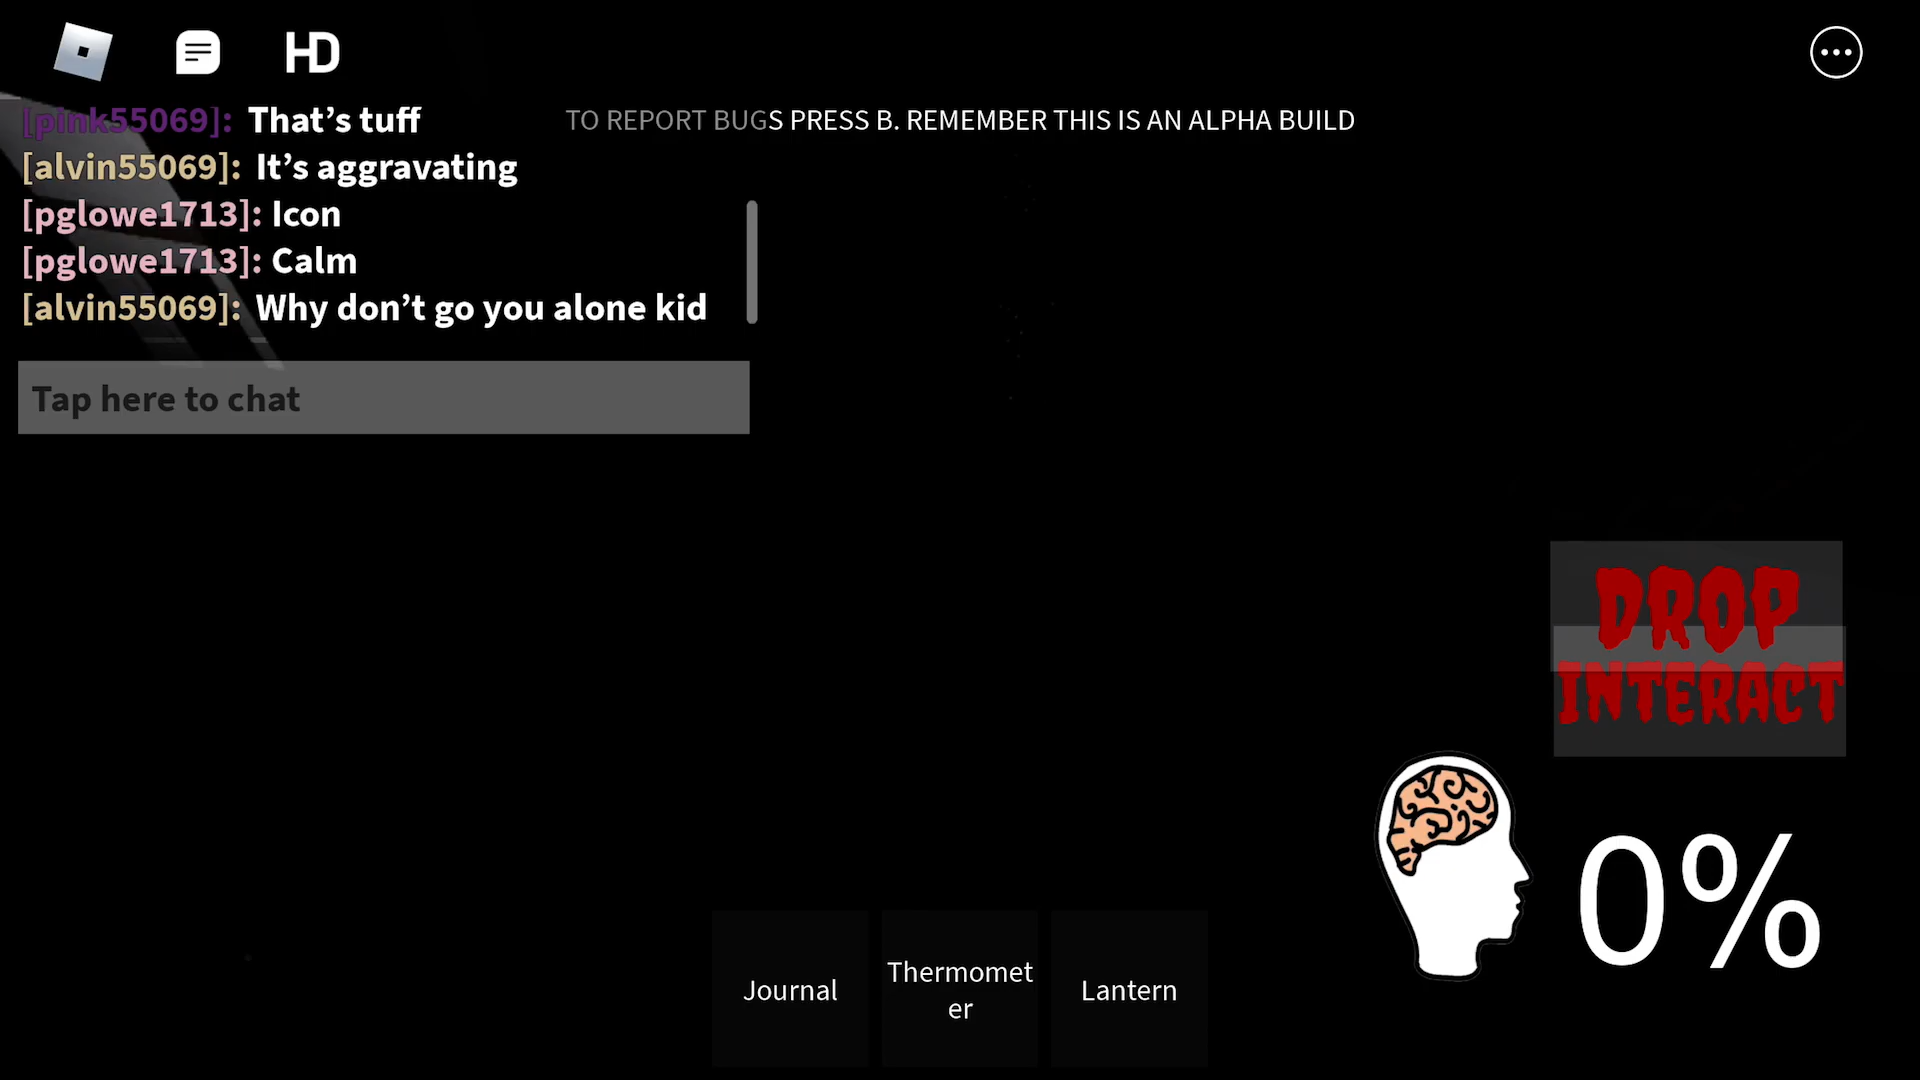 HD
[pink55069]: That’s tuff
TO REPORT BUGS PRESS B. REMEMBER THIS IS AN ALPHA BUILD
[alvin55069]: It’s aggravating
[pglowe1713]: Icon
[pglowe1713]: Calm
[alvin55069]: Why don’t go you alone kid
Tap here to chat
DROP
INTERACT
0%
Journal
Thermomet
er
Lantern